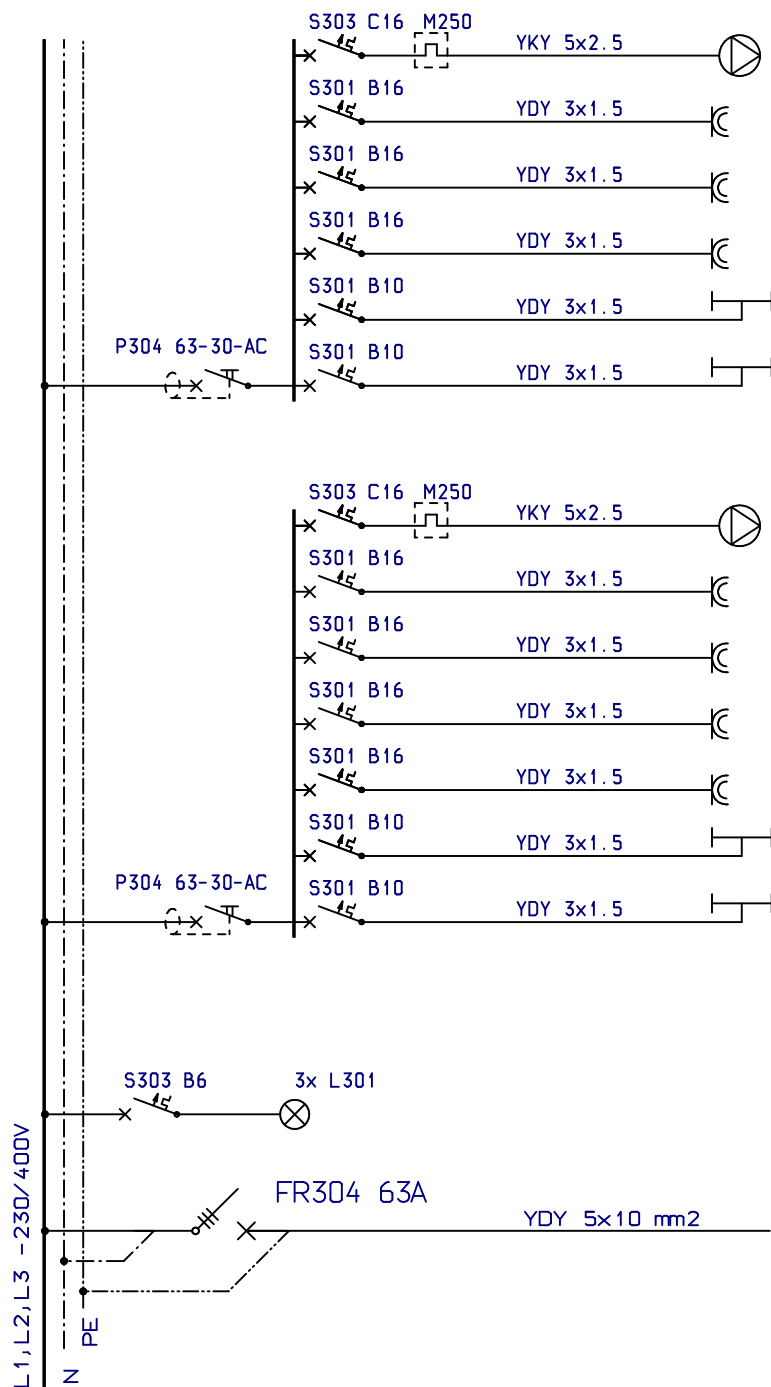 S303 C16 M250
YKY 5x2.5
S301 B16
YDY 3x1.5
S301 B16
YDY 3x1.5
S301 B16
YDY 3x1.5
S301 B10
YDY 3x1.5
P304 63-30-AC
S301 B10
YDY 3x1.5
S303 C16 M250
YKY 5x2.5
S301 B16
YDY 3x1.5
S301 B16
YDY 3x1.5
S301 B16
YDY 3x1.5
S301 B16
YDY 3x1.5
S301 B10
YDY 3x1.5
P304 63-30-AC
S301 B10
YDY 3x1.5
S303 B6
3x L301
FR304 63A
YDY 5x10 mm2
L1,L2,L3 -230/400V
N
PE